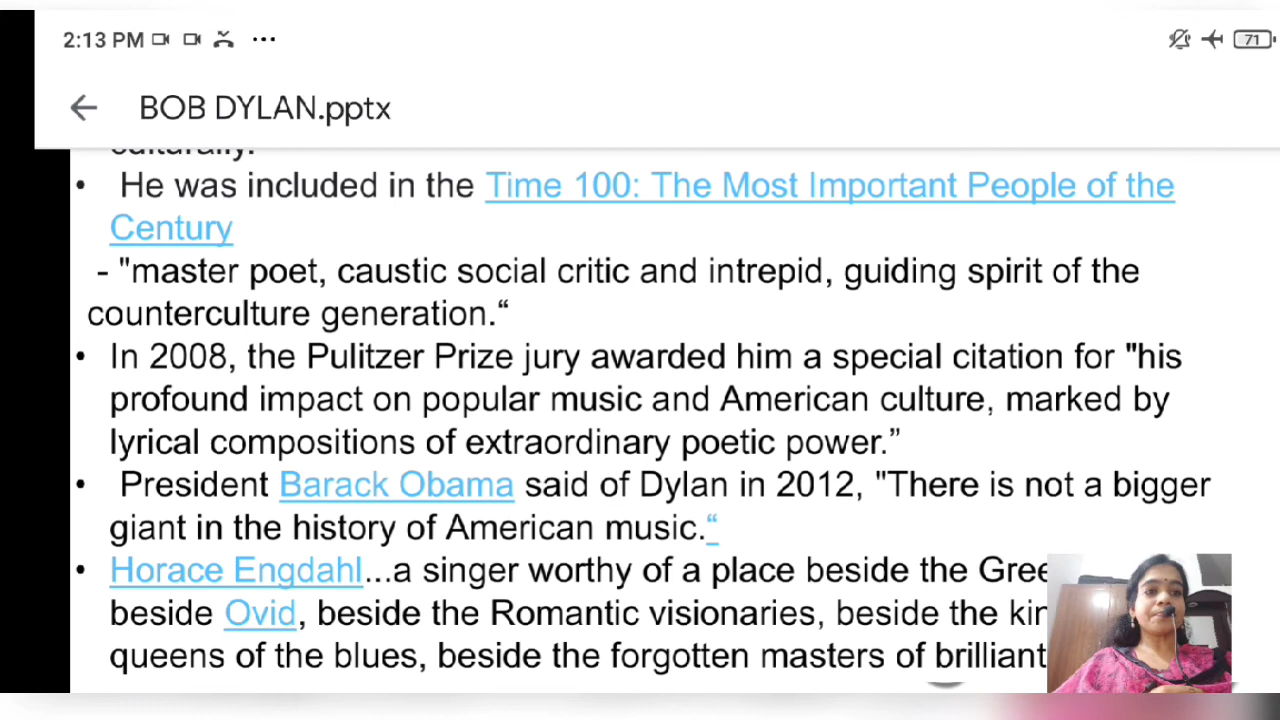 2:13 PM
71
BOB DYLAN.pptx
culturally.
• He was included in the Time 100: The Most Important People of the
Century
- "master poet, caustic social critic and intrepid, guiding spirit of the
counterculture generation.“
• In 2008, the Pulitzer Prize jury awarded him a special citation for "his
profound impact on popular music and American culture, marked by
lyrical compositions of extraordinary poetic power.”
• President Barack Obama said of Dylan in 2012, "There is not a bigger
giant in the history of American music.“
• Horace Engdahl...a singer worthy of a place beside the
beside Ovid, beside the Romantic visionaries, beside the
queens of the blues, beside the forgotten masters of brilliant